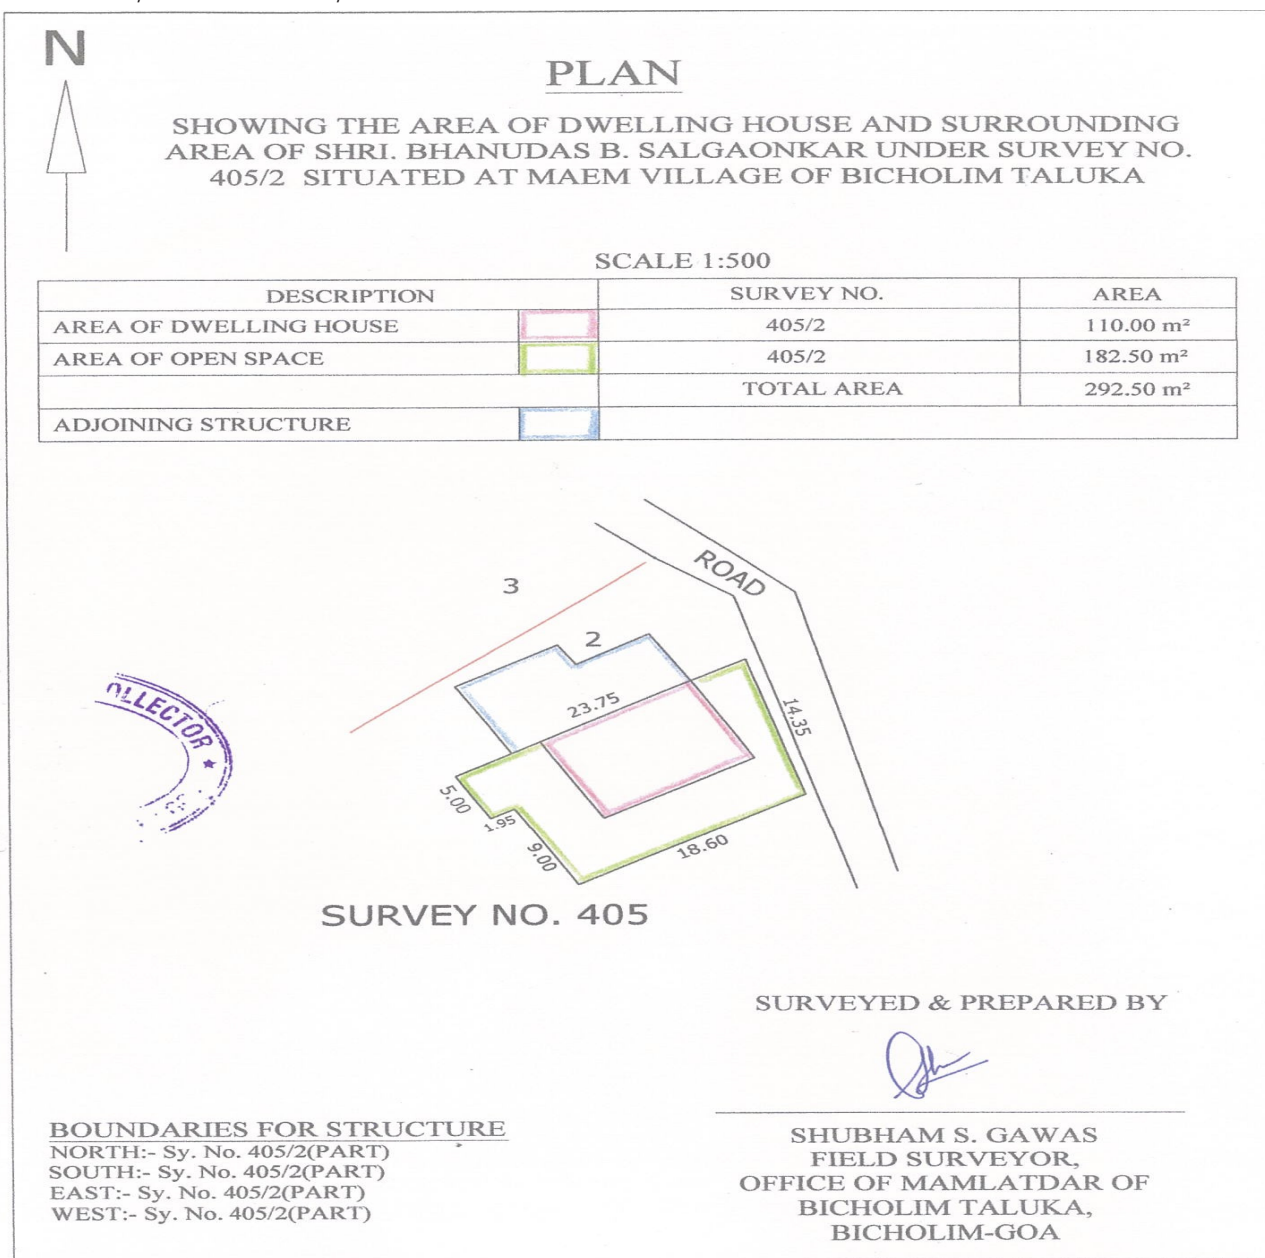 N
PLAN
SHOWING THE AREA OF DWELLING HOUSE AND SURROUNDING
AREA OF SHRI. BHANUDAS B. SALGAONKAR UNDER SURVEY NO.
405/2 SITUATED AT MAEM VILLAGE OF BICHOLIM TALUKA
SCALE 1:500
DESCRIPTION SURVEY NO. AREA
AREA OF DWELLING HOUSE 405/2 110.00 m²
AREA OF OPEN SPACE 405/2 182.50 m²
TOTAL AREA 292.50 m²
ADJOINING STRUCTURE
ROAD
3
2
23.75
14.35
5.00
1.95
9.00
18.60
OLLECTOR
SURVEY NO. 405
SURVEYED & PREPARED BY
BOUNDARIES FOR STRUCTURE
NORTH:- Sy. No. 405/2(PART)
SOUTH:- Sy. No. 405/2(PART)
EAST:- Sy. No. 405/2(PART)
WEST:- Sy. No. 405/2(PART)
SHUBHAM S. GAWAS
FIELD SURVEYOR,
OFFICE OF MAMLATDAR OF
BICHOLIM TALUKA,
BICHOLIM-GOA